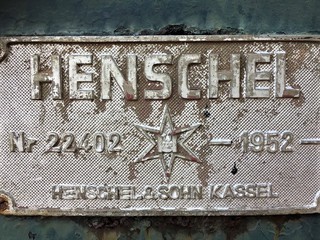 HENSCHEL
Nr 22402 - 1952 -
HENSCHEL & SOHN KASSEL